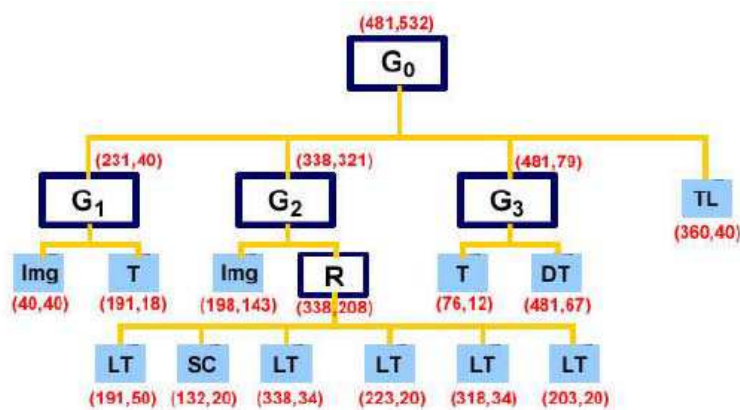 (481,532)
G0
(231,40) (338,321) (481,79)
G1 G2 G3 TL
(360,40)
Img T Img R T DT
(40,40) (191,18) (198,143) (338,208) (76,12) (481,67)
LT SC LT LT LT LT
(191,50) (132,20) (338,34) (223,20) (318,34) (203,20)